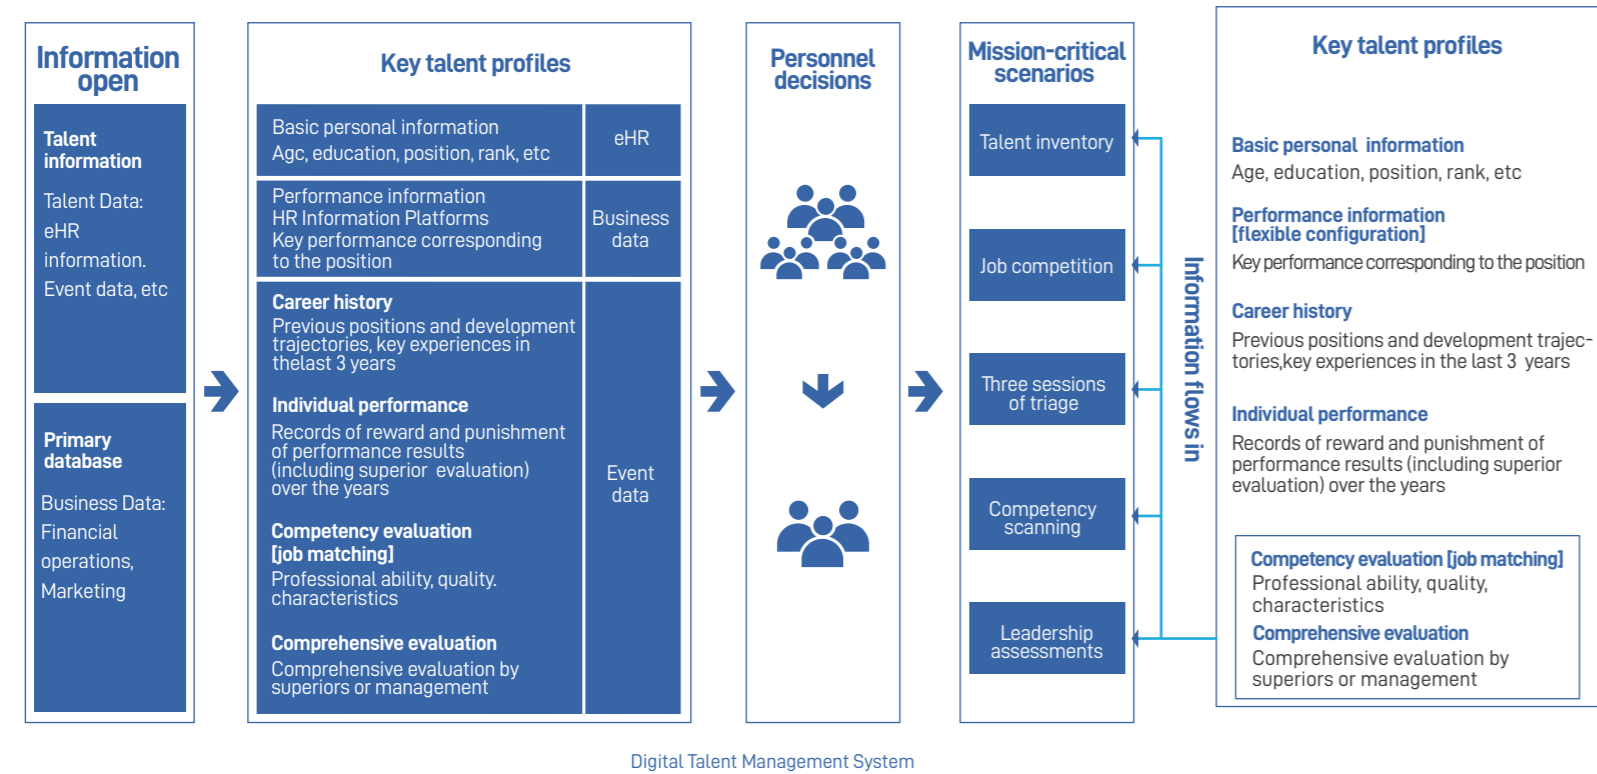 Information
open
Talent
information
Talent Data:
eHR
information.
Event data, etc
Primary
database
Business Data:
Financial
operations,
Marketing
Key talent profiles
Basic personal information
Agc, education, position, rank, etc
eHR
Performance information
HR Information Platforms
Key performance corresponding
to the position
Business
data
Career history
Previous positions and development
trajectories, key experiences in
thelast 3 years
Individual performance
Records of reward and punishment
of performance results
(including superior evaluation)
over the years
Competency evaluation
[job matching]
Professional ability, quality.
characteristics
Comprehensive evaluation
Comprehensive evaluation by
superiors or management
Event
data
Personnel
decisions
Mission-critical
scenarios
Talent inventory
Job competition
Three sessions
of triage
Competency
scanning
Leadership
assessments
Information flows in
Key talent profiles
Basic personal information
Age, education, position, rank, etc
Performance information
[flexible configuration]
Key performance corresponding to the position
Career history
Previous positions and development trajec-
tories,key experiences in the last 3 years
Individual performance
Records of reward and punishment of
performance results (including superior
evaluation) over the years
Competency evaluation [job matching]
Professional ability, quality,
characteristics
Comprehensive evaluation
Comprehensive evaluation by
superiors or management
Digital Talent Management System